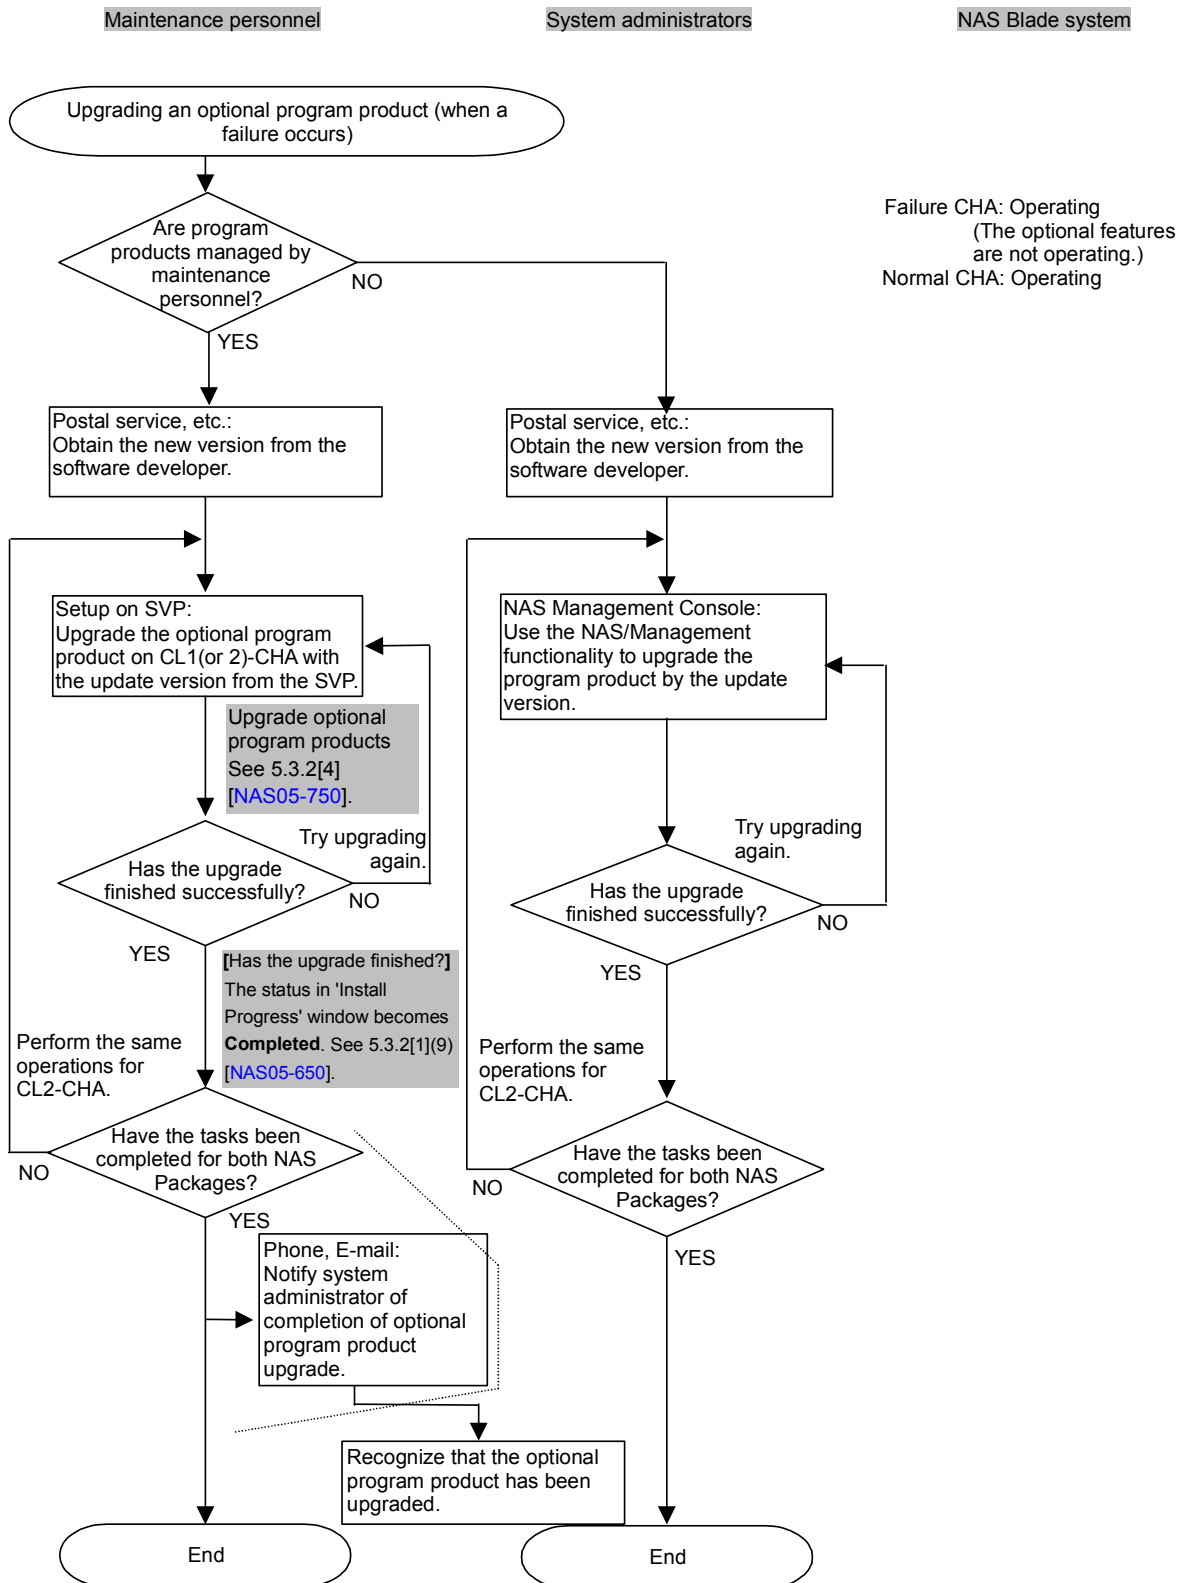 Maintenance personnel
System administrators
NAS Blade system
Upgrading an optional program product (when a
failure occurs)
Are program
products managed by
maintenance
personnel?
NO
YES
Failure CHA: Operating
(The optional features
are not operating.)
Normal CHA: Operating
Postal service, etc.:
Obtain the new version from the
software developer.
Postal service, etc.:
Obtain the new version from the
software developer.
Setup on SVP:
Upgrade the optional program
product on CL1(or 2)-CHA with
the update version from the SVP.
NAS Management Console:
Use the NAS/Management
functionality to upgrade the
program product by the update
version.
Upgrade optional
program products
See 5.3.2[4]
[NAS05-750].
Try upgrading
again.
Try upgrading
again.
Has the upgrade
finished successfully?
NO
YES
Has the upgrade
finished successfully?
NO
YES
[Has the upgrade finished?]
The status in 'Install
Progress' window becomes
Completed. See 5.3.2[1](9)
[NAS05-650].
Perform the same
operations for
CL2-CHA.
Perform the same
operations for
CL2-CHA.
Have the tasks been
completed for both NAS
Packages?
NO
YES
Have the tasks been
completed for both NAS
Packages?
NO
YES
Phone, E-mail:
Notify system
administrator of
completion of optional
program product
upgrade.
Recognize that the optional
program product has been
upgraded.
End
End